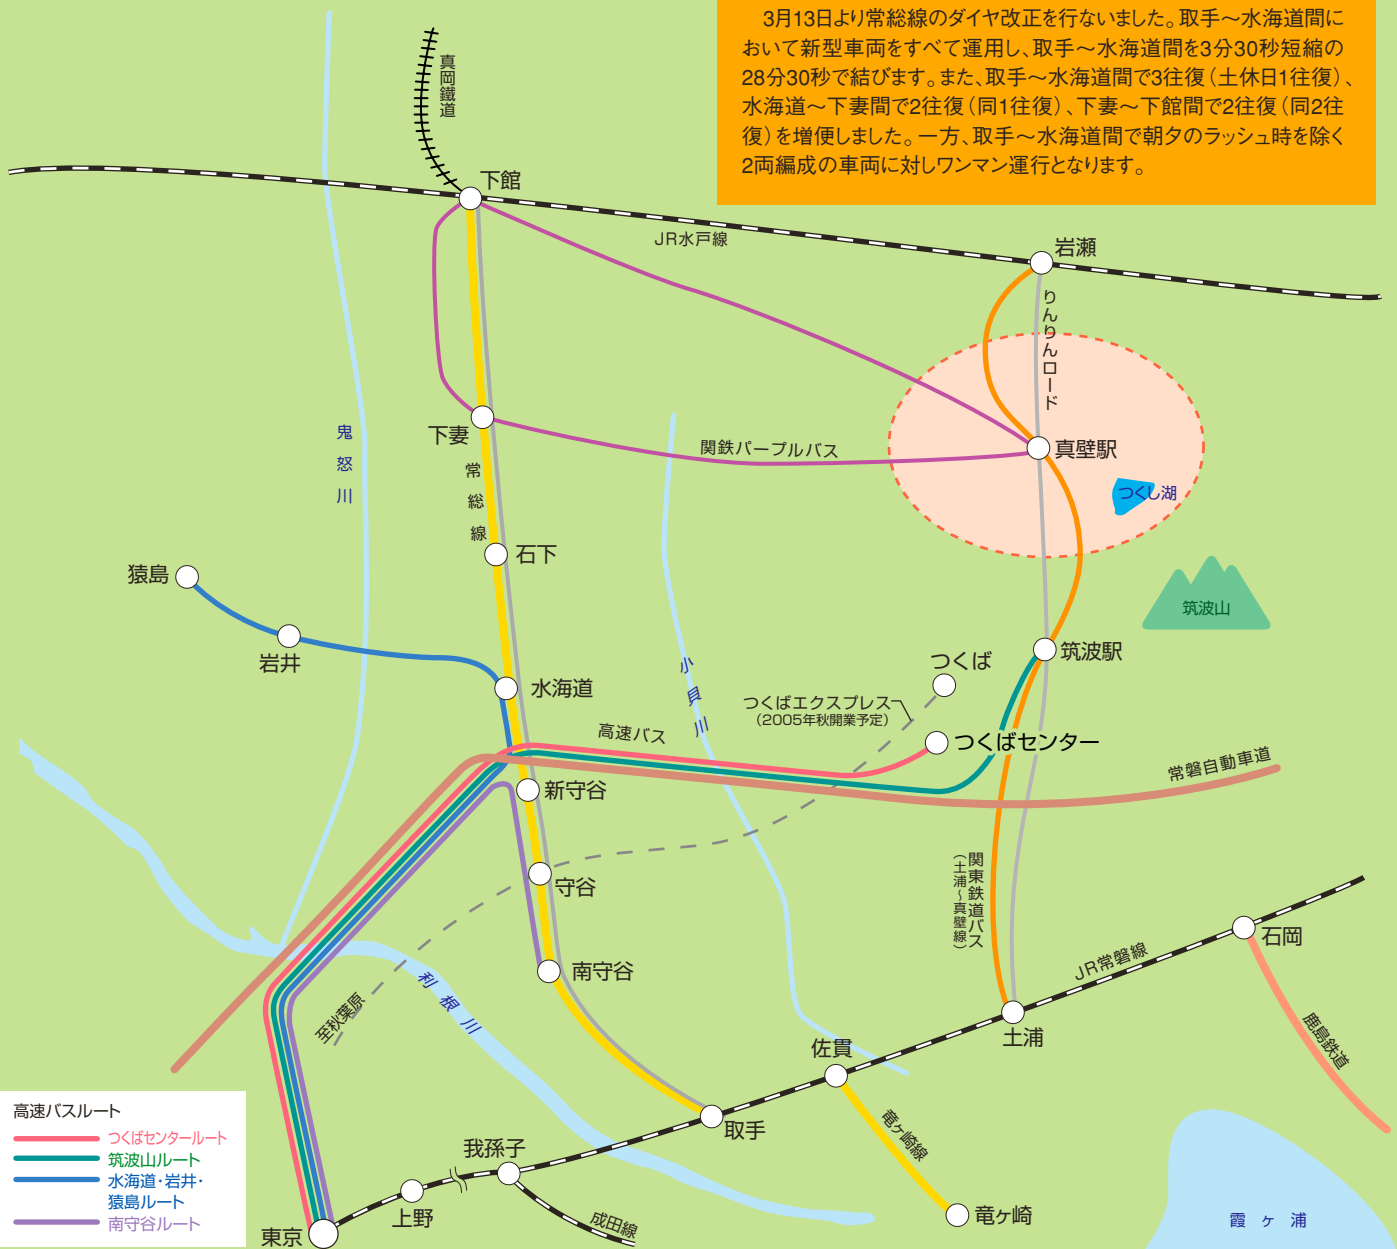 3月13日より常総線のダイヤ改正を行ないました。取手〜水海道間に
おいて新型車両をすべて運用し、取手〜水海道間を3分30秒短縮の
28分30秒で結びます。また、取手〜水海道間で3往復(土休日1往復)、
水海道〜下妻間で2往復(同1往復)、下妻〜下館間で2往復(同2往
復)を増便しました。一方、取手〜水海道間で朝夕のラッシュ時を除く
2両編成の車両に対しワンマン運行となります。
真岡鐵道
下館
JR水戸線
岩瀬
りんりんロード
鬼怒川
下妻
関鉄パープルバス
真壁駅
常総線
つくし湖
石下
猿島
筑波山
岩井
水海道
小貝川
つくば
筑波駅
つくばエクスプレス
(2005年秋開業予定)
高速バス
つくばセンター
常磐自動車道
新守谷
守谷
関東鉄道バス
(土浦〜真壁線)
南守谷
利根川
至秋葉原
JR常磐線
石岡
土浦
鹿島鉄道
佐貫
取手
竜ヶ崎線
我孫子
上野
成田線
竜ヶ崎
東京
霞ヶ浦
高速バスルート
つくばセンタールート
筑波山ルート
水海道・岩井・
猿島ルート
南守谷ルート